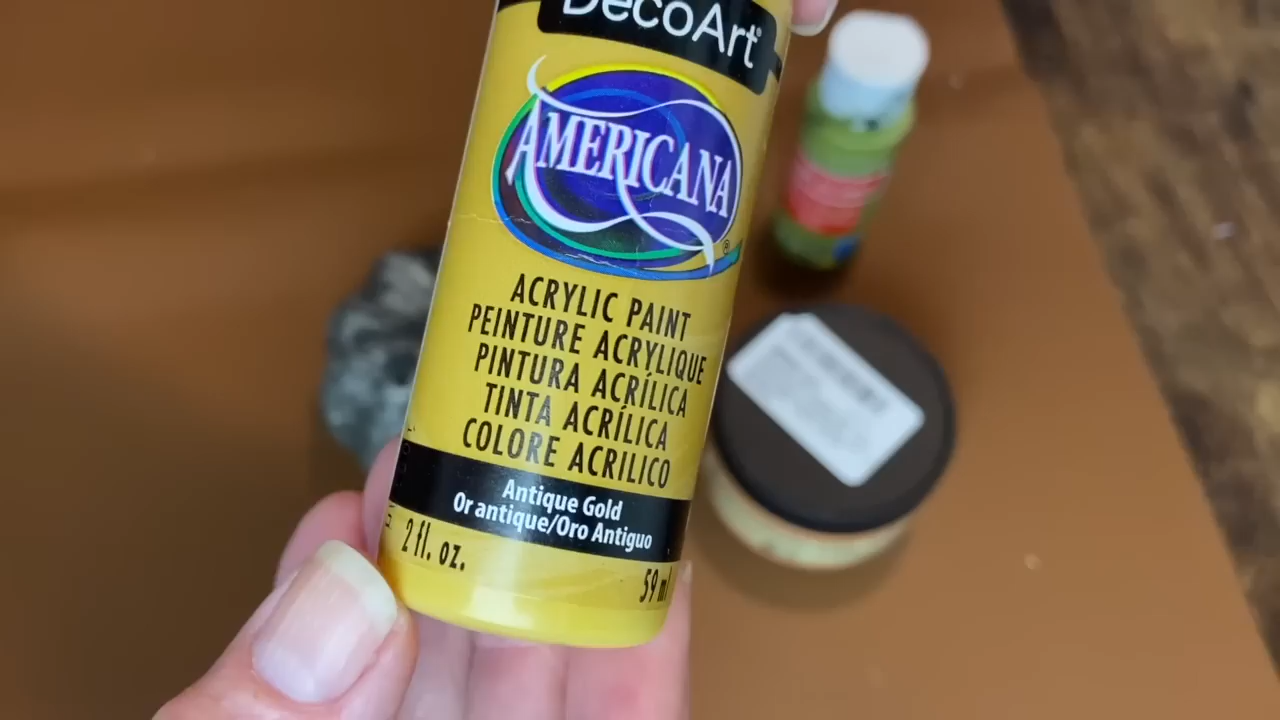 DecoArt
AMERICANA
ACRYLIC PAINT
PEINTURE ACRYLIQUE
PINTURA ACRÍLICA
TINTA ACRÍLICA
COLORE ACRILICO
Antique Gold
Or antique/Oro Antiguo
2 fl. oz.
59 ml